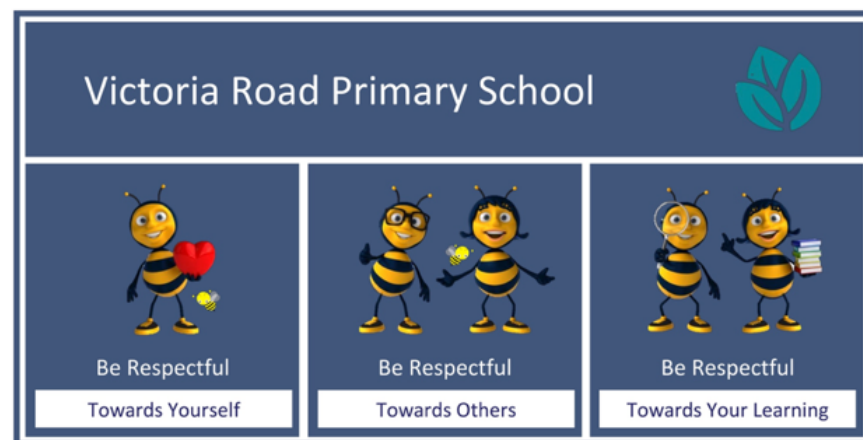 Victoria Road Primary School
Be Respectful
Towards Yourself
Be Respectful
Towards Others
Be Respectful
Towards Your Learning